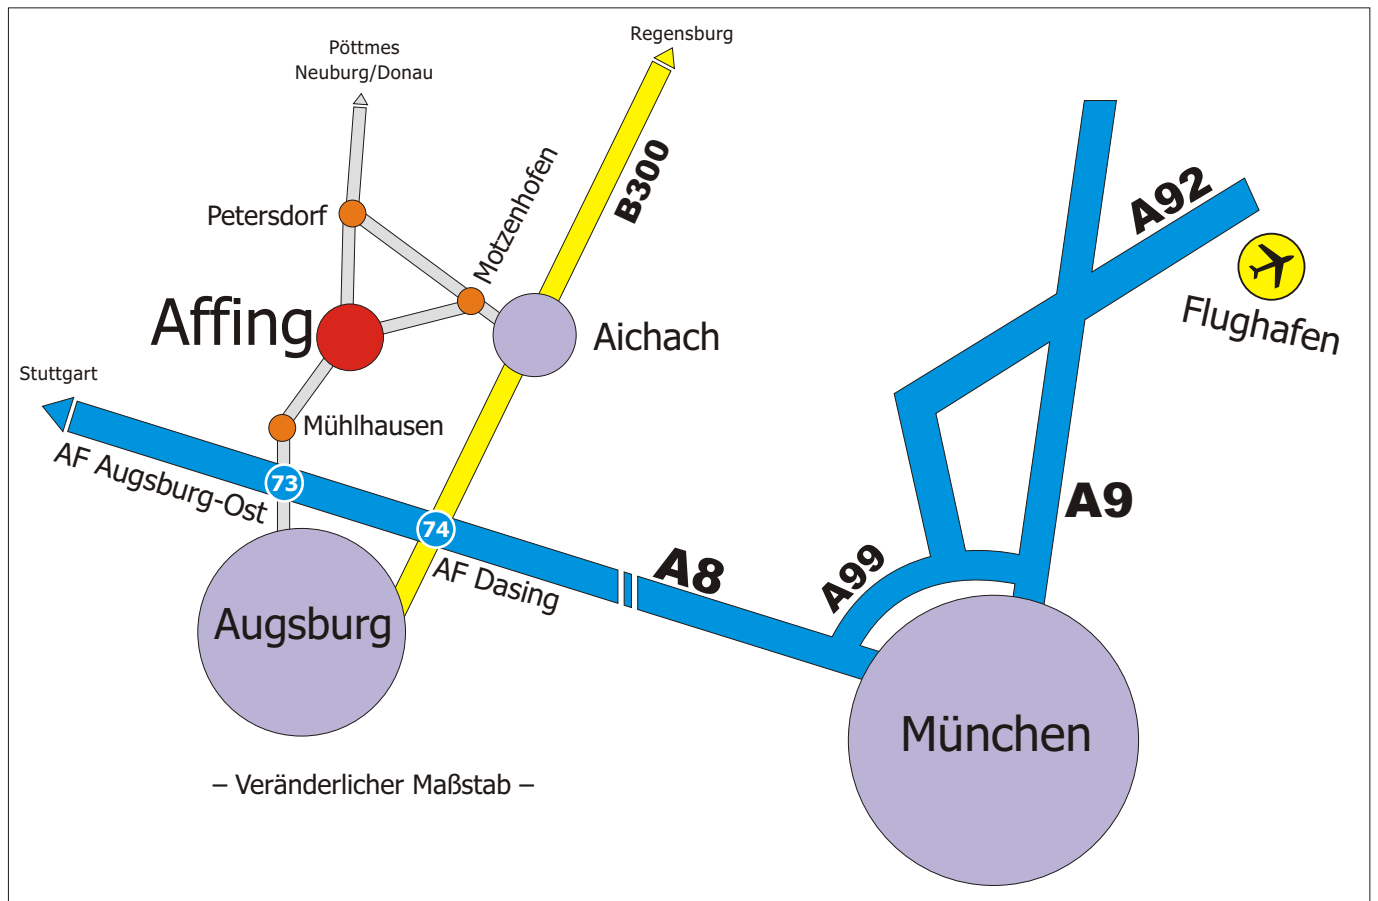 Regensburg
Pöttmes
Neuburg/Donau
B300
Motzenhofen
A92
Petersdorf
Flughafen
Affing
Aichach
Stuttgart
Mühlhausen
AF Augsburg-Ost
73
A9
74
AF Dasing
A8
A99
Augsburg
München
– Veränderlicher Maßstab –